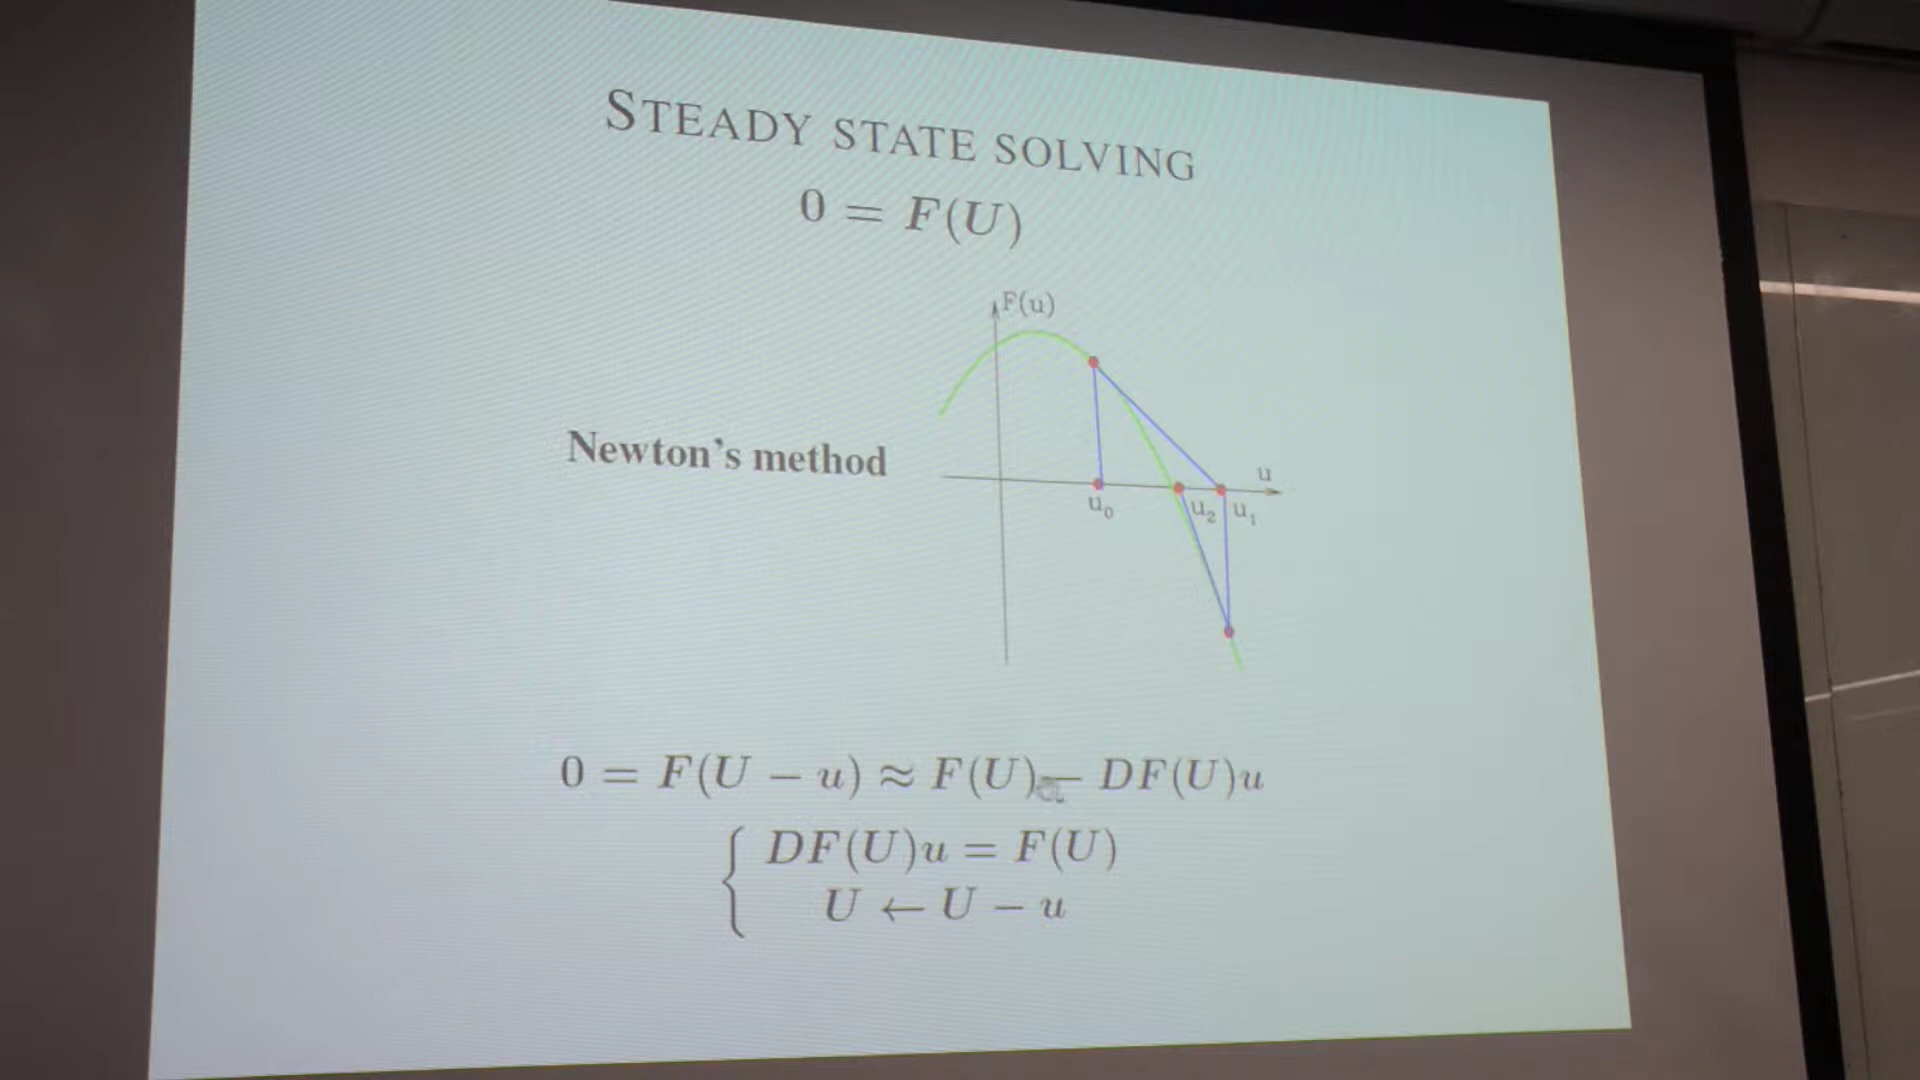 STEADY STATE SOLVING
0 = F(U)
F(u)
Newton's method
u
u₀
u₂
u₁
0 = F(U − u) ≈ F(U) − DF(U)u
{ DF(U)u = F(U)
U ← U − u